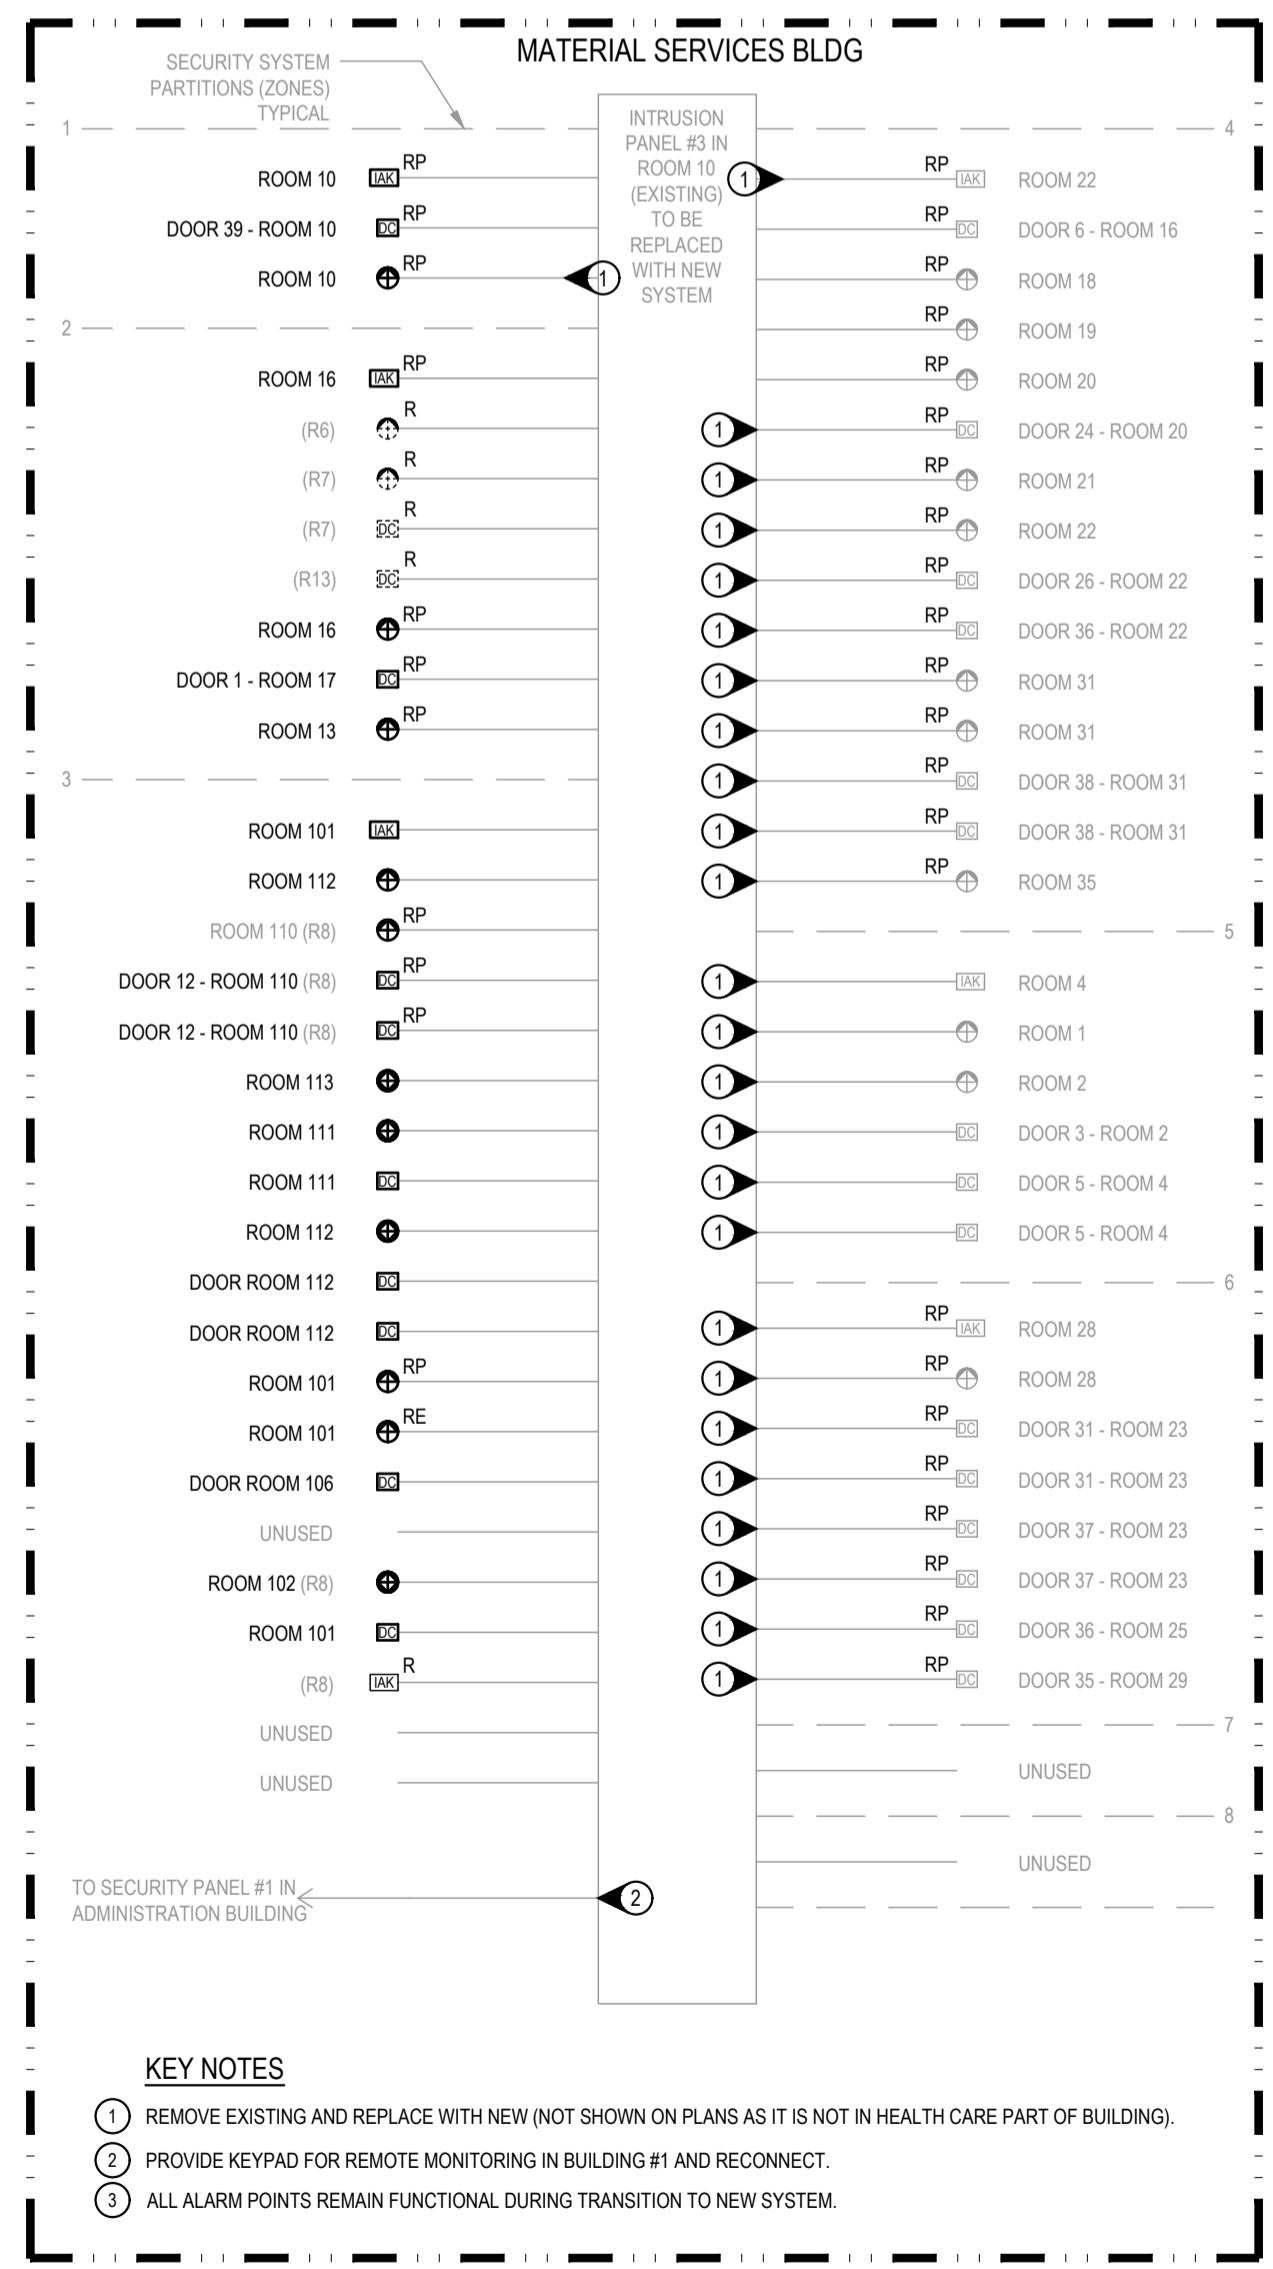 MATERIAL SERVICES BLDG
SECURITY SYSTEM
PARTITIONS (ZONES)
TYPICAL
INTRUSION
PANEL #3 IN
ROOM 10
(EXISTING)
TO BE
REPLACED
WITH NEW
SYSTEM
1
ROOM 10 IAK RP
DOOR 39 - ROOM 10 DC RP
ROOM 10 RP 1
2
ROOM 16 IAK RP
(R6) R
(R7) R
(R7) DC R
(R13) DC R
ROOM 16 RP
DOOR 1 - ROOM 17 DC RP
ROOM 13 RP
3
ROOM 101 IAK
ROOM 112
ROOM 110 (R8) RP
DOOR 12 - ROOM 110 (R8) DC RP
DOOR 12 - ROOM 110 (R8) DC RP
ROOM 113
ROOM 111
ROOM 111 DC
ROOM 112
DOOR ROOM 112 DC
DOOR ROOM 112 DC
ROOM 101 RP
ROOM 101 RE
DOOR ROOM 106 DC
UNUSED
ROOM 102 (R8)
ROOM 101 DC
(R8) IAK R
UNUSED
UNUSED
TO SECURITY PANEL #1 IN
ADMINISTRATION BUILDING
2
4
1 RP IAK ROOM 22
RP DC DOOR 6 - ROOM 16
RP ROOM 18
RP ROOM 19
RP ROOM 20
1 RP DC DOOR 24 - ROOM 20
1 RP ROOM 21
1 RP ROOM 22
1 RP DC DOOR 26 - ROOM 22
1 RP DC DOOR 36 - ROOM 22
1 RP ROOM 31
1 RP ROOM 31
1 RP DC DOOR 38 - ROOM 31
1 RP DC DOOR 38 - ROOM 31
1 RP ROOM 35
5
1 IAK ROOM 4
1 ROOM 1
1 ROOM 2
1 DC DOOR 3 - ROOM 2
1 DC DOOR 5 - ROOM 4
1 DC DOOR 5 - ROOM 4
6
1 RP IAK ROOM 28
1 RP ROOM 28
1 RP DC DOOR 31 - ROOM 23
1 RP DC DOOR 31 - ROOM 23
1 RP DC DOOR 37 - ROOM 23
1 RP DC DOOR 37 - ROOM 23
1 RP DC DOOR 36 - ROOM 25
1 RP DC DOOR 35 - ROOM 29
7
UNUSED
8
UNUSED
KEY NOTES
1 REMOVE EXISTING AND REPLACE WITH NEW (NOT SHOWN ON PLANS AS IT IS NOT IN HEALTH CARE PART OF BUILDING).
2 PROVIDE KEYPAD FOR REMOTE MONITORING IN BUILDING #1 AND RECONNECT.
3 ALL ALARM POINTS REMAIN FUNCTIONAL DURING TRANSITION TO NEW SYSTEM.